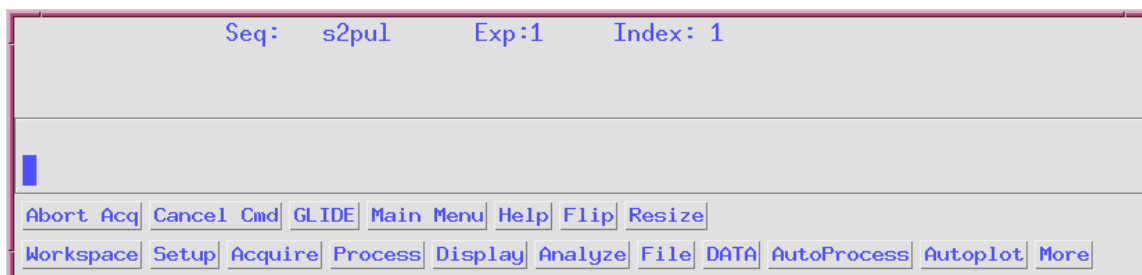 Seq: s2pul Exp:1 Index: 1
Abort Acq Cancel Cmd GLIDE Main Menu Help Flip Resize
Workspace Setup Acquire Process Display Analyze File DATA AutoProcess Autoplot More